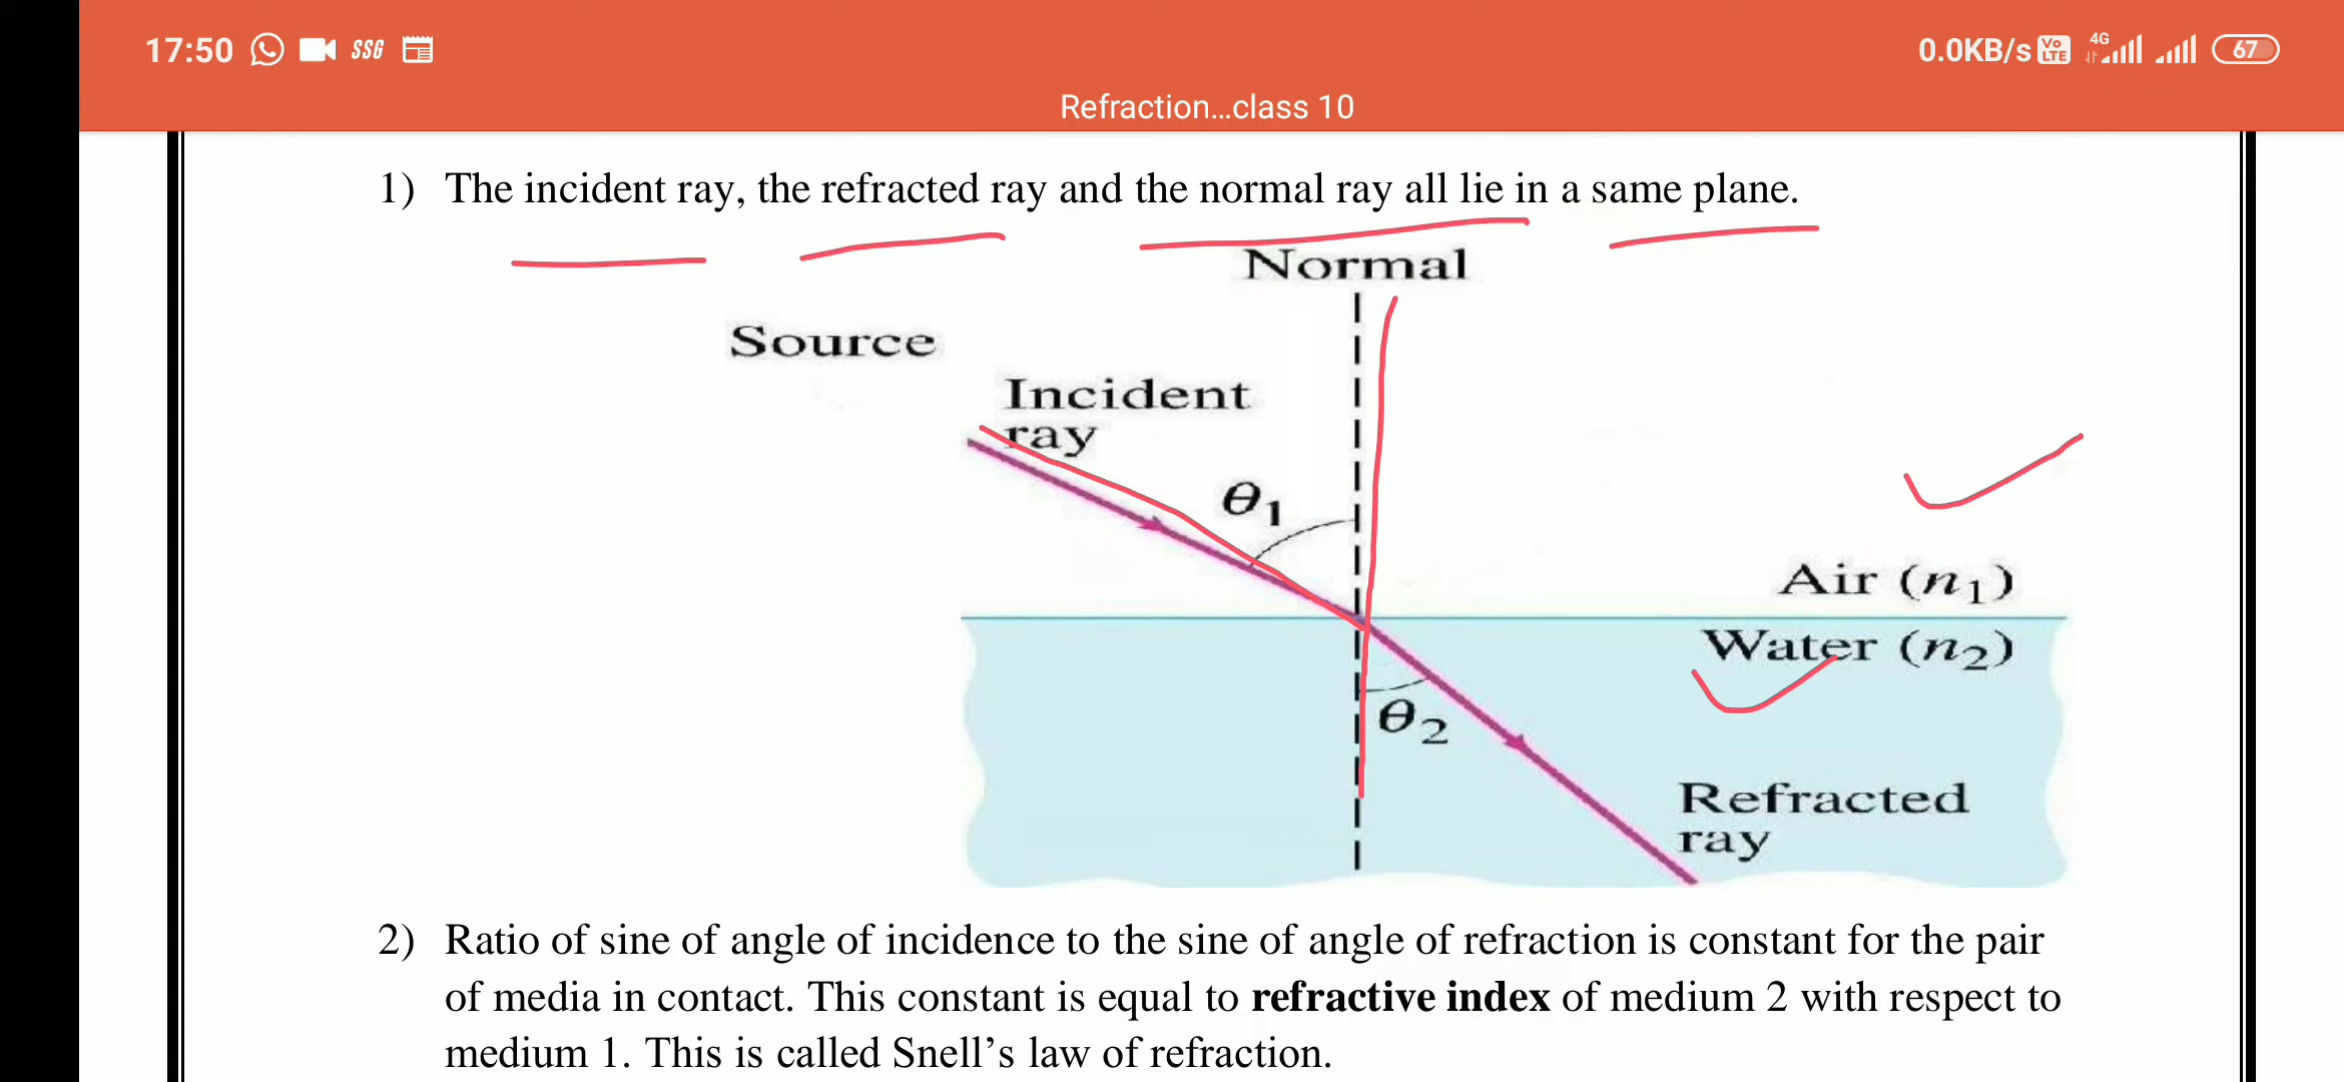 17:50 SSG 0.0KB/s Vo LTE 4G 67
Refraction...class 10
1) The incident ray, the refracted ray and the normal ray all lie in a same plane.
Normal
Source
Incident
ray
θ1
Air (n1)
Water (n2)
θ2
Refracted
ray
2) Ratio of sine of angle of incidence to the sine of angle of refraction is constant for the pair
of media in contact. This constant is equal to refractive index of medium 2 with respect to
medium 1. This is called Snell’s law of refraction.